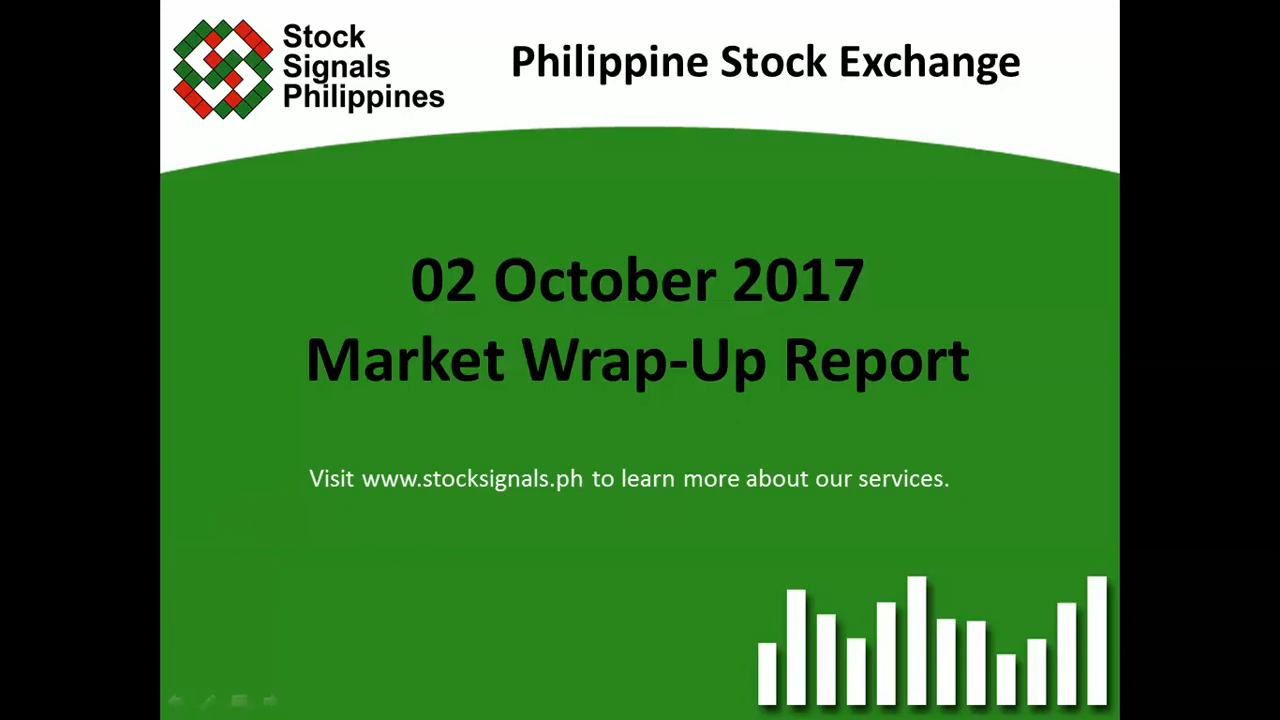 Stock
Signals
Philippines
Philippine Stock Exchange
02 October 2017
Market Wrap-Up Report
Visit www.stocksignals.ph to learn more about our services.